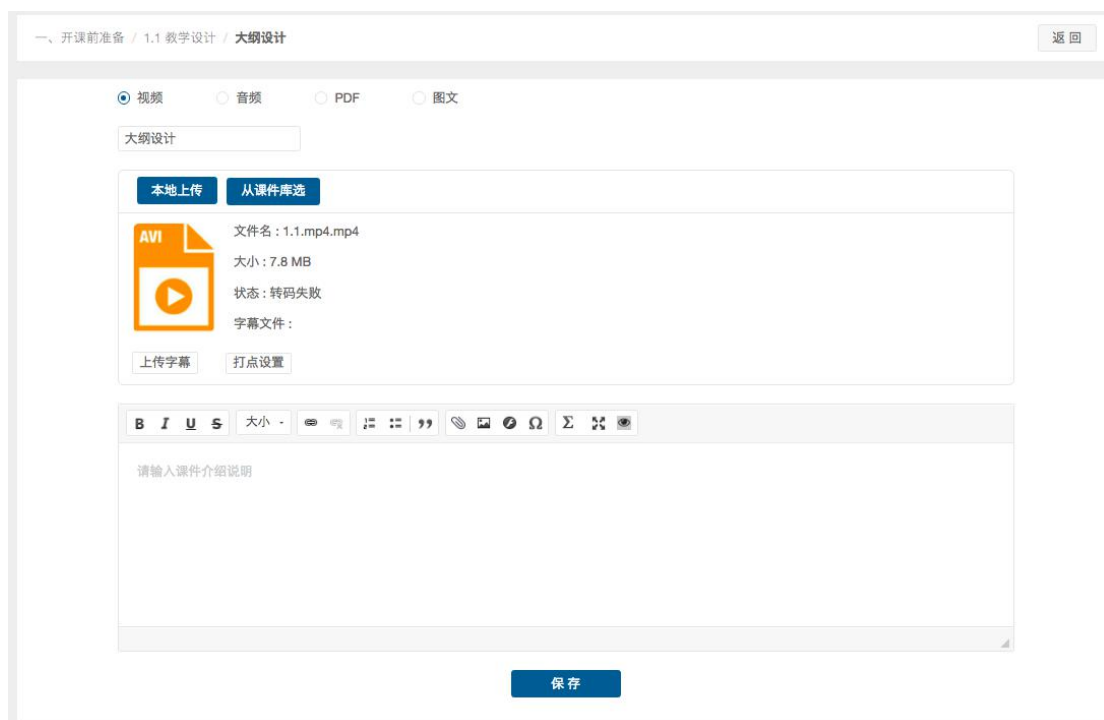 一、开课前准备 / 1.1 教学设计 / 大纲设计
返 回
视频 音频 PDF 图文
大纲设计
本地上传 从课件库选
AVI
文件名 : 1.1.mp4.mp4
大小 : 7.8 MB
状态 : 转码失败
字幕文件 :
上传字幕 打点设置
B I U S 大小 Ω Σ
请输入课件介绍说明
保 存